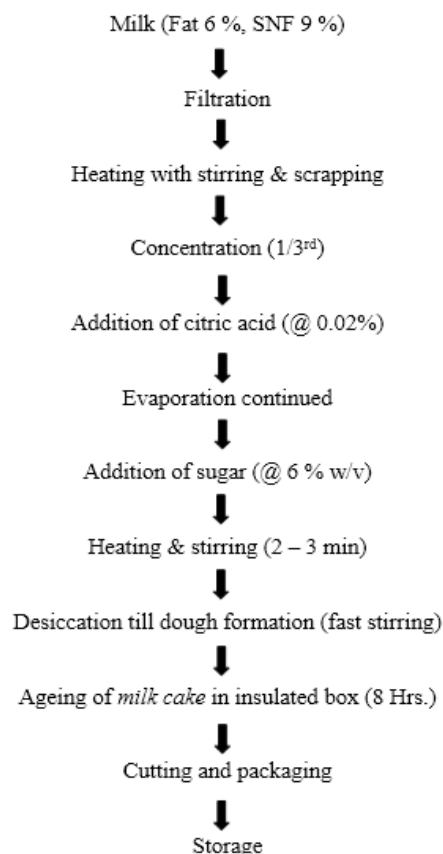 Milk (Fat 6 %, SNF 9 %)
Filtration
Heating with stirring & scrapping
Concentration (1/3rd)
Addition of citric acid (@ 0.02%)
Evaporation continued
Addition of sugar (@ 6 % w/v)
Heating & stirring (2 – 3 min)
Desiccation till dough formation (fast stirring)
Ageing of milk cake in insulated box (8 Hrs.)
Cutting and packaging
Storage